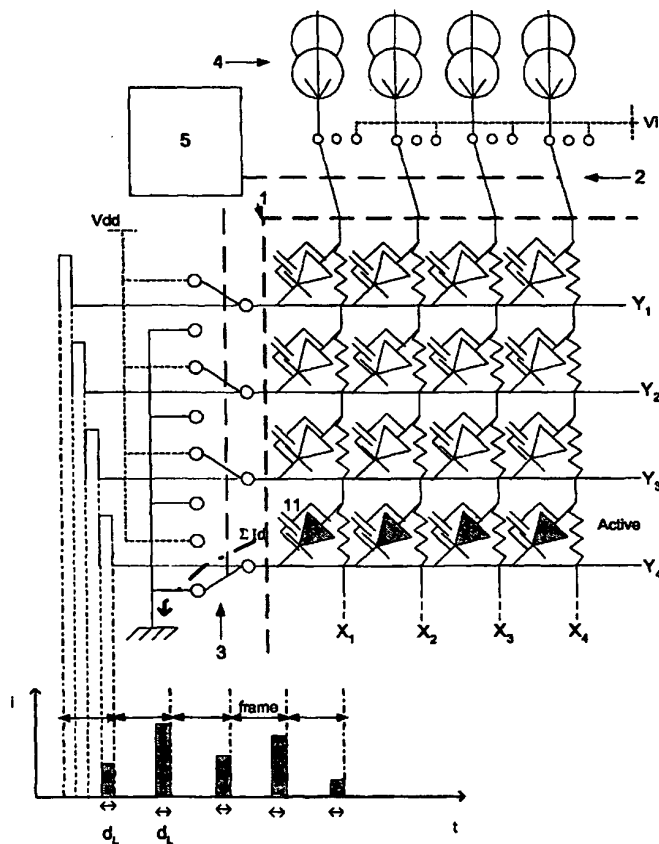 4
Vi
5
2
1
Vdd
Y1
Y2
Y3
11
ΣId
Active
Y4
X1 X2 X3 X4
3
i
frame
dL dL
t